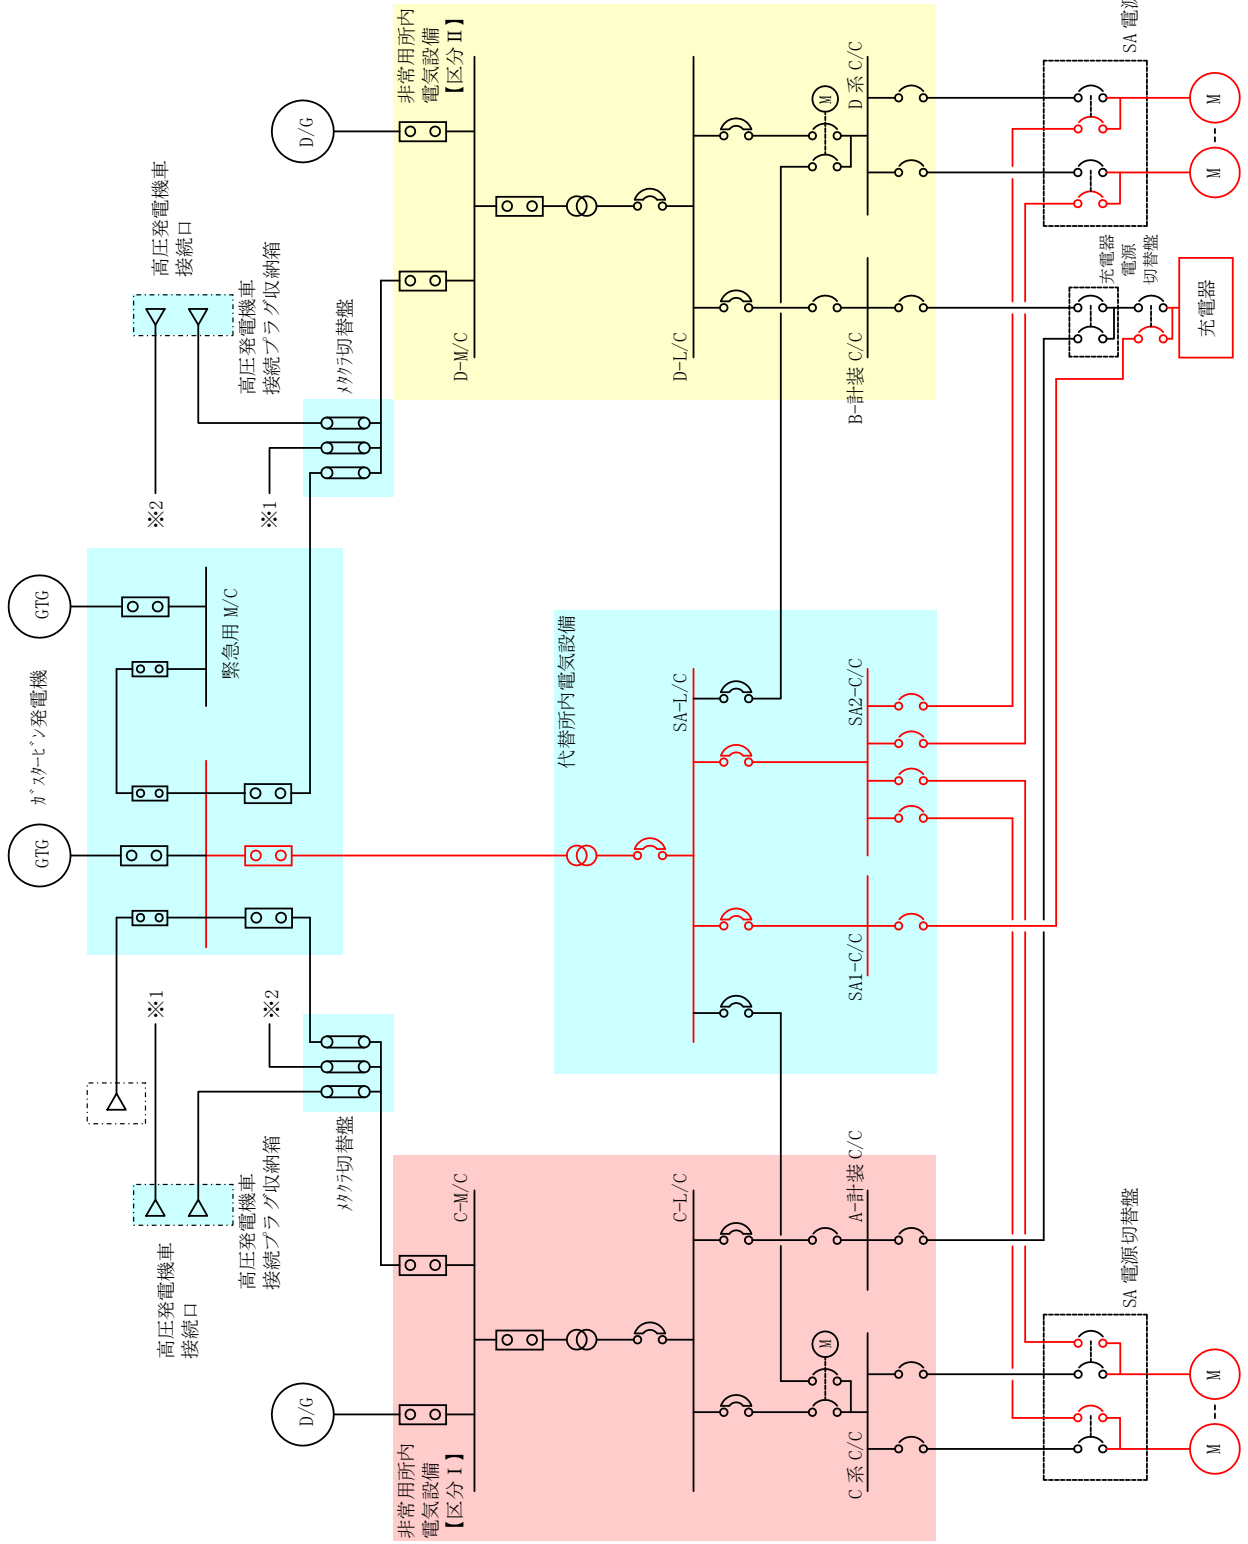 GTG
ｶﾞｽﾀｰﾋﾞﾝ発電機
GTG
高圧発電機車
接続口
※1
※2
高圧発電機車
接続口
緊急用 M/C
高圧発電機車
接続プラグ収納箱
※2
※1
高圧発電機車
接続プラグ収納箱
D/G
D/G
ﾒﾀｸﾗ切替盤
ﾒﾀｸﾗ切替盤
非常用所内
電気設備
【区分Ⅰ】
C-M/C
D-M/C
非常用所内
電気設備
【区分Ⅱ】
代替所内電気設備
C-L/C
SA-L/C
D-L/C
M
M
C 系 C/C
A-計装 C/C
SA1-C/C
SA2-C/C
B-計装 C/C
D 系 C/C
SA 電源切替盤
充電器
電源
切替盤
SA 電源
M
M
充電器
M
M